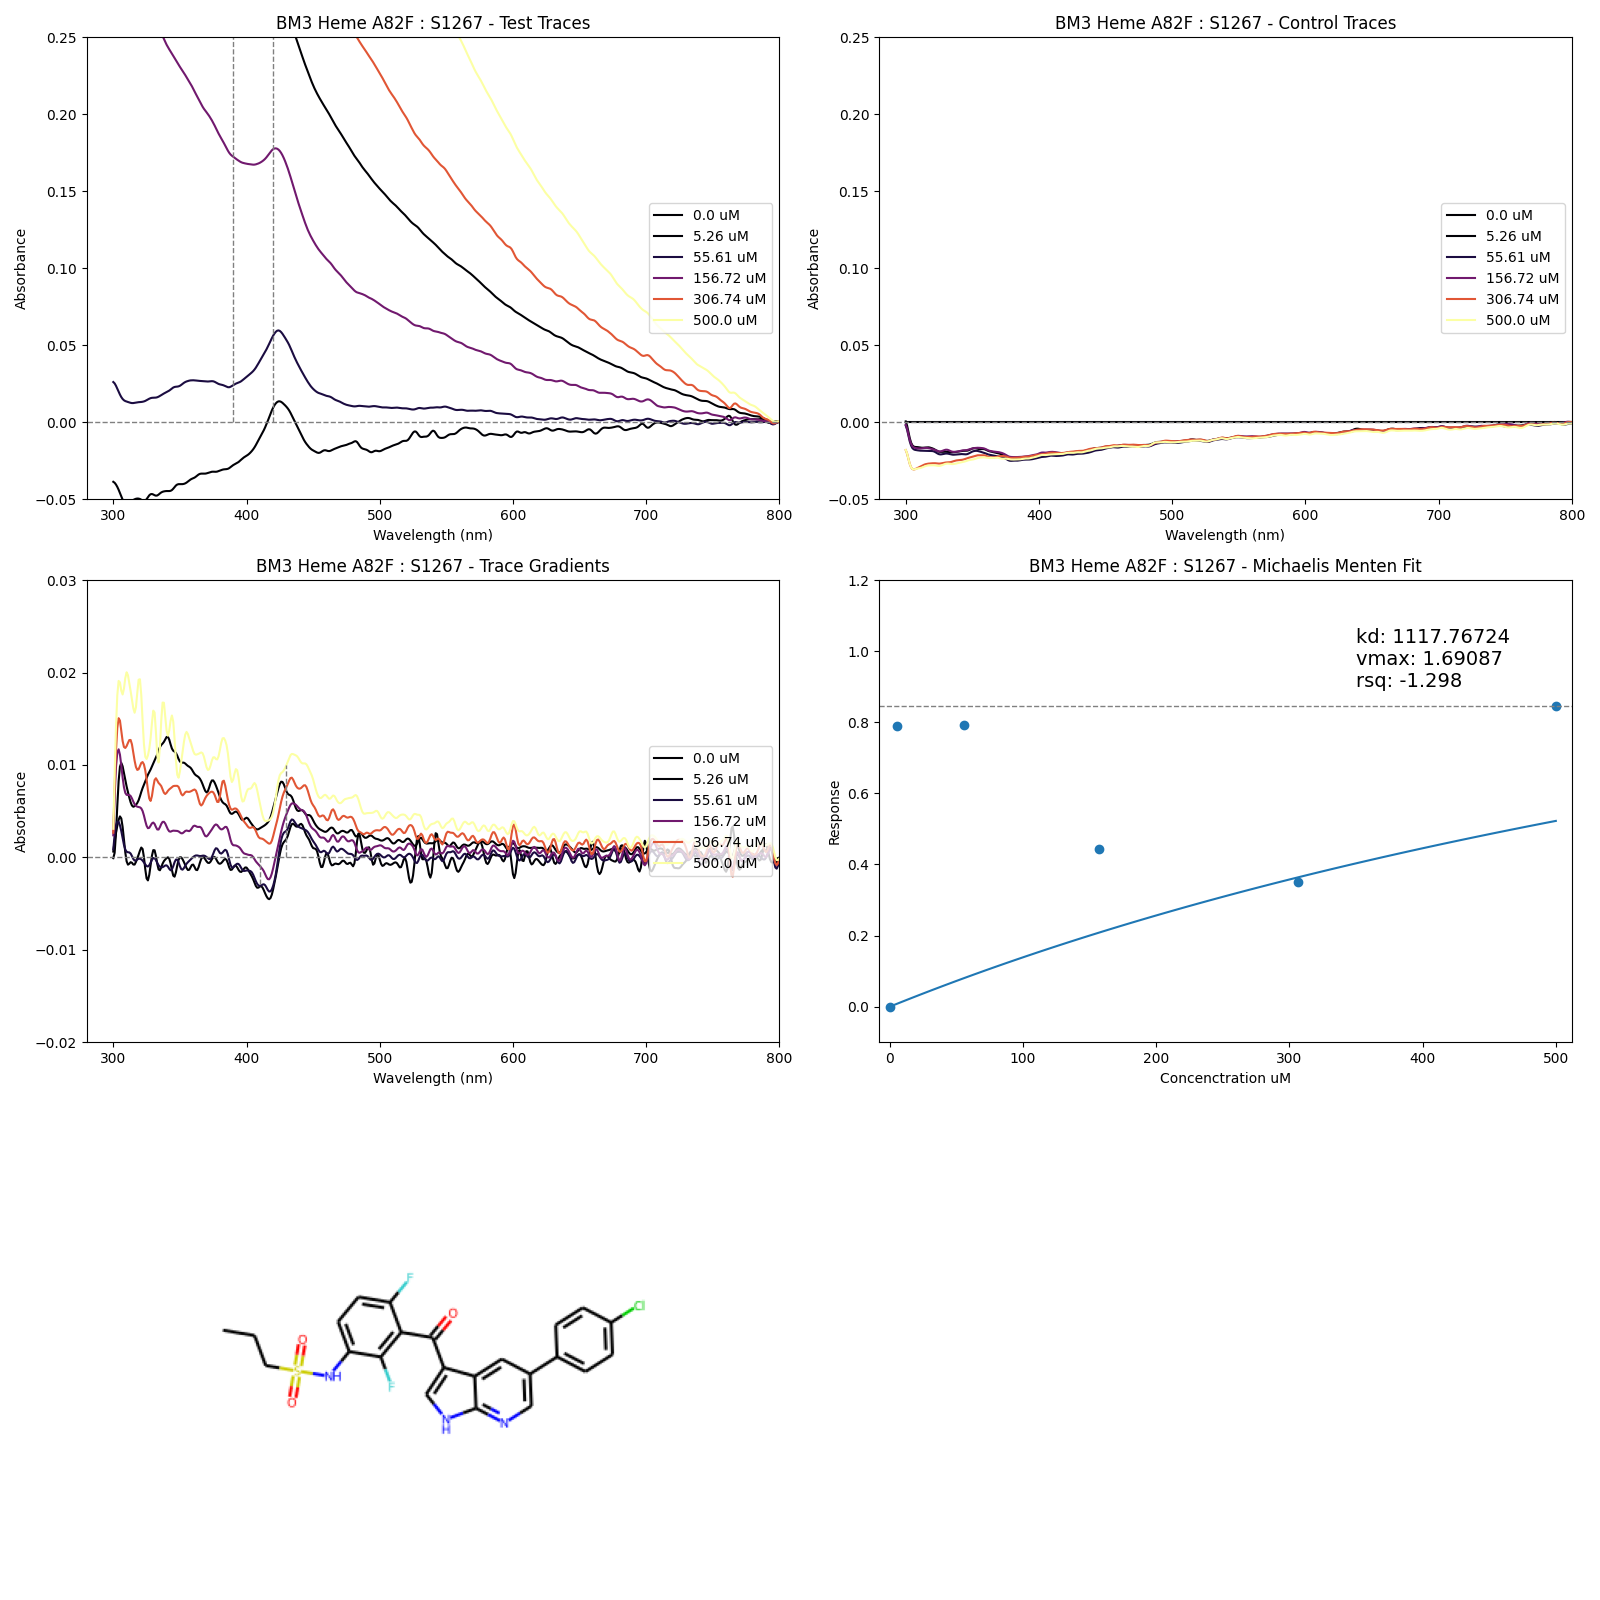 BM3 Heme A82F : S1267 - Test Traces
0.25
0.20
0.15
0.10
0.05
0.00
−0.05
Absorbance
300 400 500 600 700 800
Wavelength (nm)
0.0 uM
5.26 uM
55.61 uM
156.72 uM
306.74 uM
500.0 uM
BM3 Heme A82F : S1267 - Control Traces
0.25
0.20
0.15
0.10
0.05
0.00
−0.05
Absorbance
300 400 500 600 700 800
Wavelength (nm)
0.0 uM
5.26 uM
55.61 uM
156.72 uM
306.74 uM
500.0 uM
BM3 Heme A82F : S1267 - Trace Gradients
0.03
0.02
0.01
0.00
−0.01
−0.02
Absorbance
300 400 500 600 700 800
Wavelength (nm)
0.0 uM
5.26 uM
55.61 uM
156.72 uM
306.74 uM
500.0 uM
BM3 Heme A82F : S1267 - Michaelis Menten Fit
1.2
1.0
0.8
0.6
0.4
0.2
0.0
Response
0 100 200 300 400 500
Concenctration uM
kd: 1117.76724
vmax: 1.69087
rsq: -1.298
F
O
Cl
O
S
NH
F
O
N
H
N